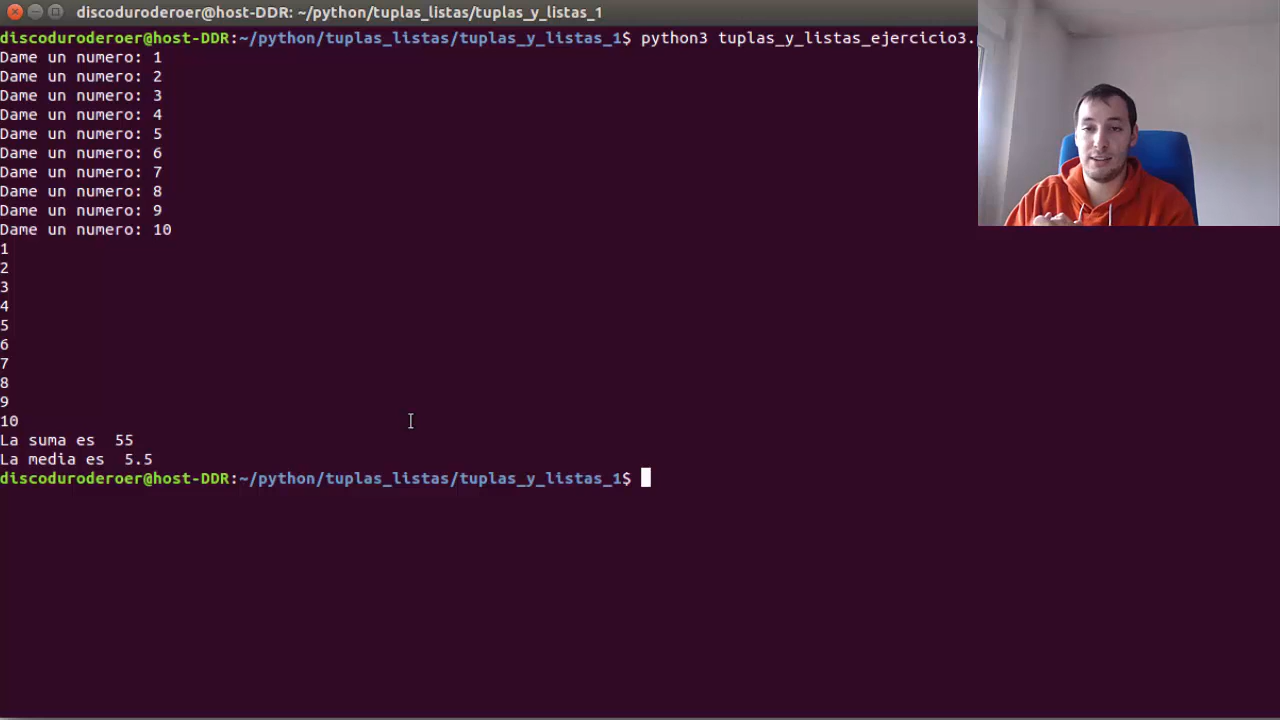 discoduroderoer@host-DDR: ~/python/tuplas_listas/tuplas_y_listas_1
discoduroderoer@host-DDR:~/python/tuplas_listas/tuplas_y_listas_1$ python3 tuplas_y_listas_ejercicio3.
Dame un numero: 1
Dame un numero: 2
Dame un numero: 3
Dame un numero: 4
Dame un numero: 5
Dame un numero: 6
Dame un numero: 7
Dame un numero: 8
Dame un numero: 9
Dame un numero: 10
1
2
3
4
5
6
7
8
9
10
La suma es  55
La media es  5.5
discoduroderoer@host-DDR:~/python/tuplas_listas/tuplas_y_listas_1$